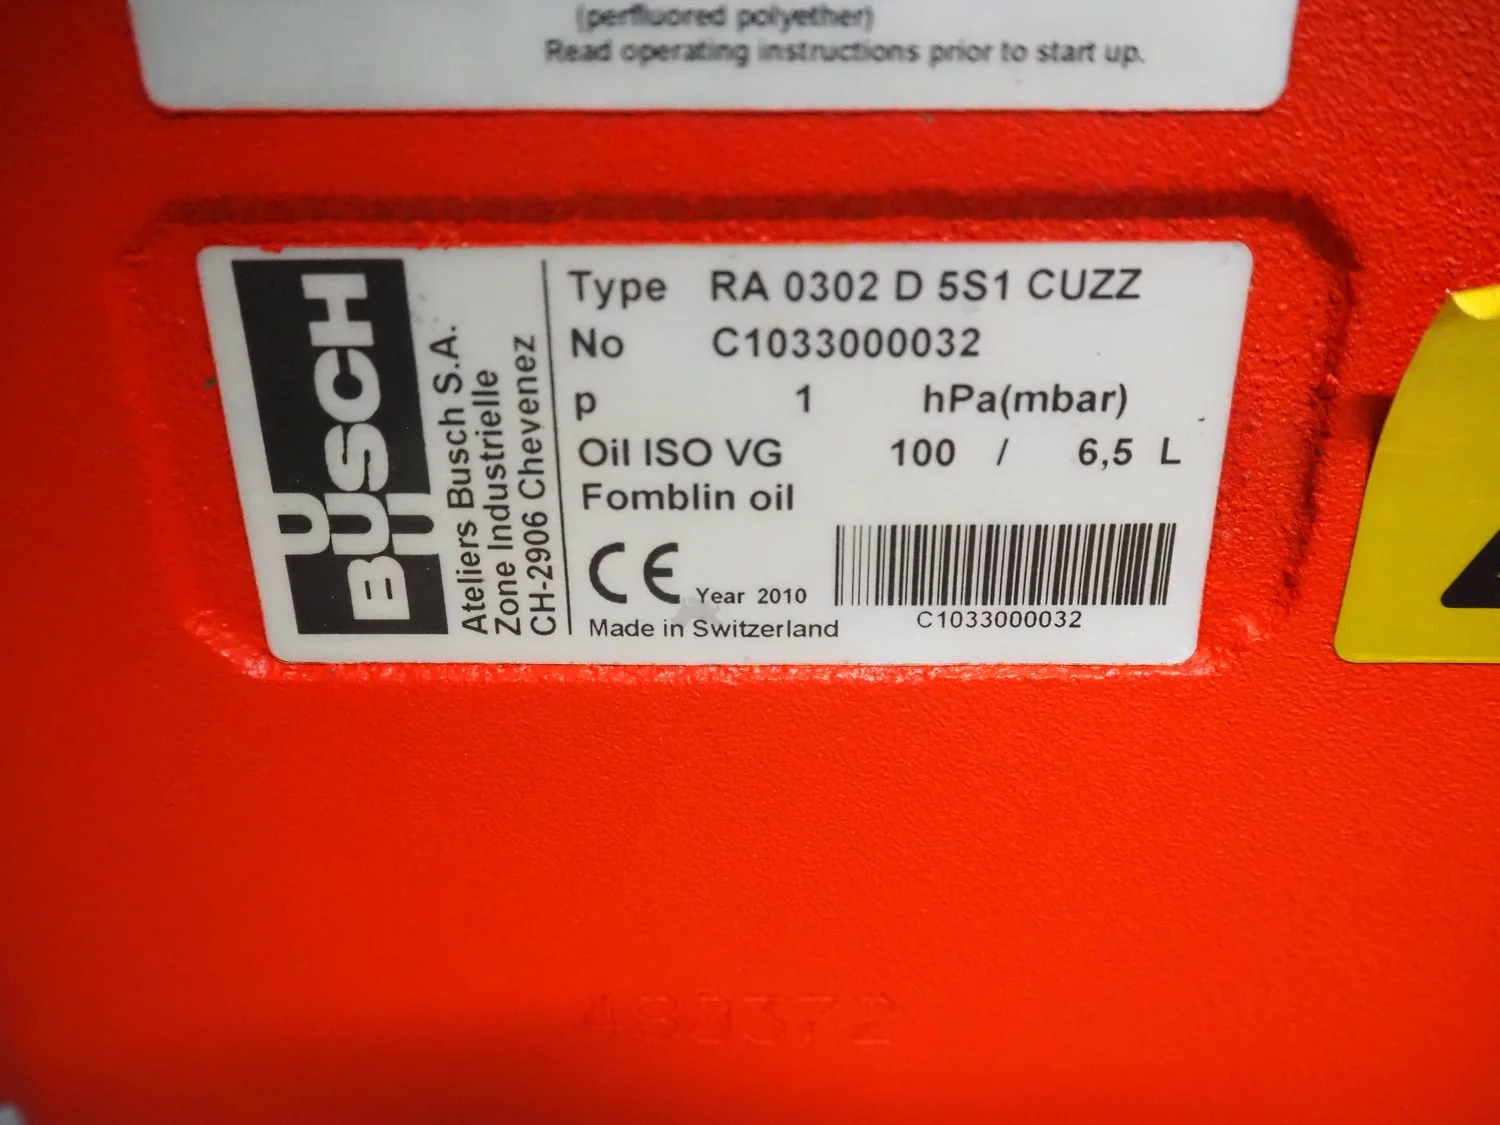 (perfluored polyether)
Read operating instructions prior to start up.
BUSCH
Ateliers Busch S.A.
Zone Industrielle
CH-2906 Chevenez
Type RA 0302 D 5S1 CUZZ
No C1033000032
p 1 hPa(mbar)
Oil ISO VG 100 / 6,5 L
Fomblin oil
CE Year 2010
Made in Switzerland
C1033000032